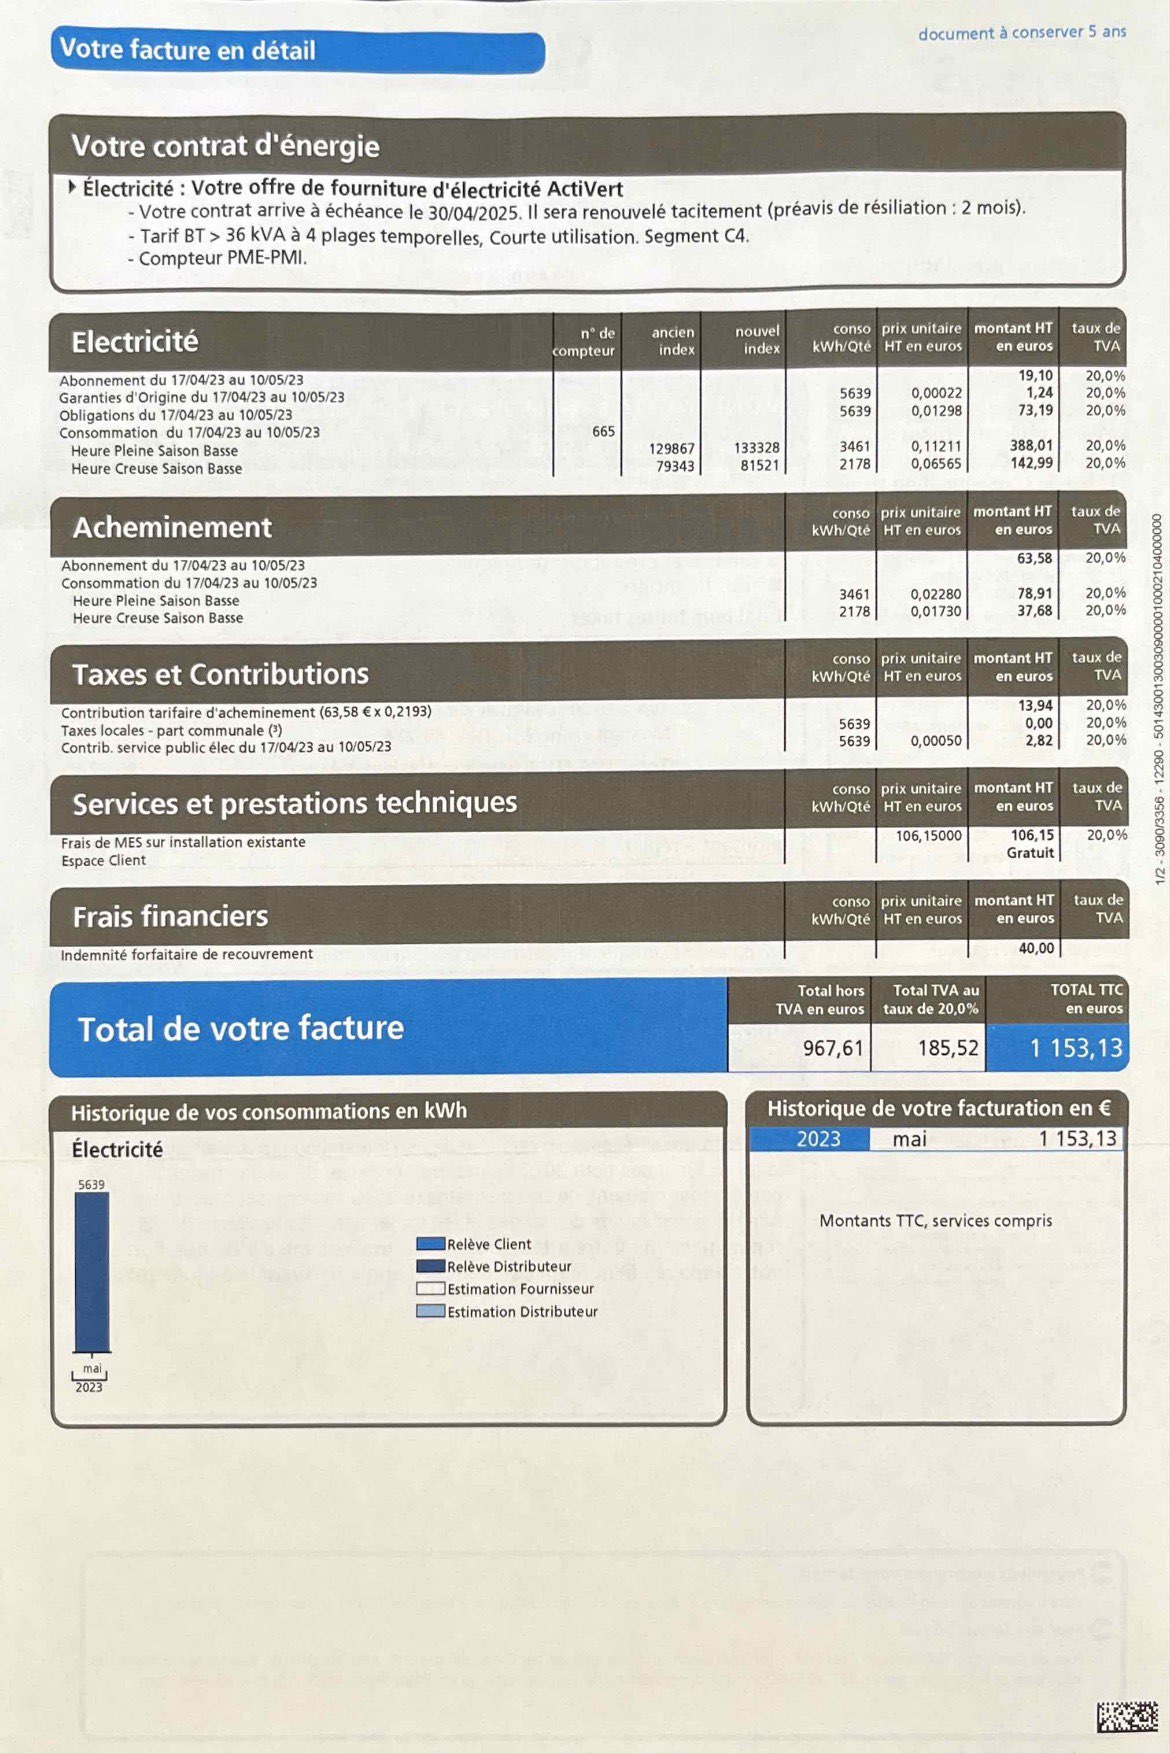 document à conserver 5 ans
Votre facture en détail
Votre contrat d'énergie
Électricité : Votre offre de fourniture d'électricité ActiVert
- Votre contrat arrive à échéance le 30/04/2025. Il sera renouvelé tacitement (préavis de résiliation : 2 mois).
- Tarif BT > 36 kVA à 4 plages temporelles, Courte utilisation. Segment C4.
- Compteur PME-PMI.
Electricité n° de compteur ancien index nouvel index conso kWh/Qté prix unitaire HT en euros montant HT en euros taux de TVA
Abonnement du 17/04/23 au 10/05/23 19,10 20,0%
Garanties d'Origine du 17/04/23 au 10/05/23 5639 0,00022 1,24 20,0%
Obligations du 17/04/23 au 10/05/23 5639 0,01298 73,19 20,0%
Consommation du 17/04/23 au 10/05/23 665
Heure Pleine Saison Basse 129867 133328 3461 0,11211 388,01 20,0%
Heure Creuse Saison Basse 79343 81521 2178 0,06565 142,99 20,0%
Acheminement conso kWh/Qté prix unitaire HT en euros montant HT en euros taux de TVA
Abonnement du 17/04/23 au 10/05/23 63,58 20,0%
Consommation du 17/04/23 au 10/05/23
Heure Pleine Saison Basse 3461 0,02280 78,91 20,0%
Heure Creuse Saison Basse 2178 0,01730 37,68 20,0%
Taxes et Contributions conso kWh/Qté prix unitaire HT en euros montant HT en euros taux de TVA
Contribution tarifaire d'acheminement (63,58 € x 0,2193) 13,94 20,0%
Taxes locales - part communale (³) 5639 0,00 20,0%
Contrib. service public élec du 17/04/23 au 10/05/23 5639 0,00050 2,82 20,0%
Services et prestations techniques conso kWh/Qté prix unitaire HT en euros montant HT en euros taux de TVA
Frais de MES sur installation existante 106,15000 106,15 20,0%
Espace Client Gratuit
Frais financiers conso kWh/Qté prix unitaire HT en euros montant HT en euros taux de TVA
Indemnité forfaitaire de recouvrement 40,00
Total de votre facture
Total hors TVA en euros Total TVA au taux de 20,0% TOTAL TTC en euros
967,61 185,52 1 153,13
Historique de vos consommations en kWh
Électricité
5639
mai
2023
Relève Client
Relève Distributeur
Estimation Fournisseur
Estimation Distributeur
Historique de votre facturation en €
2023 mai 1 153,13
Montants TTC, services compris
1/2 - 3090/3356 - 12290 - 50143001300309000010002104000000